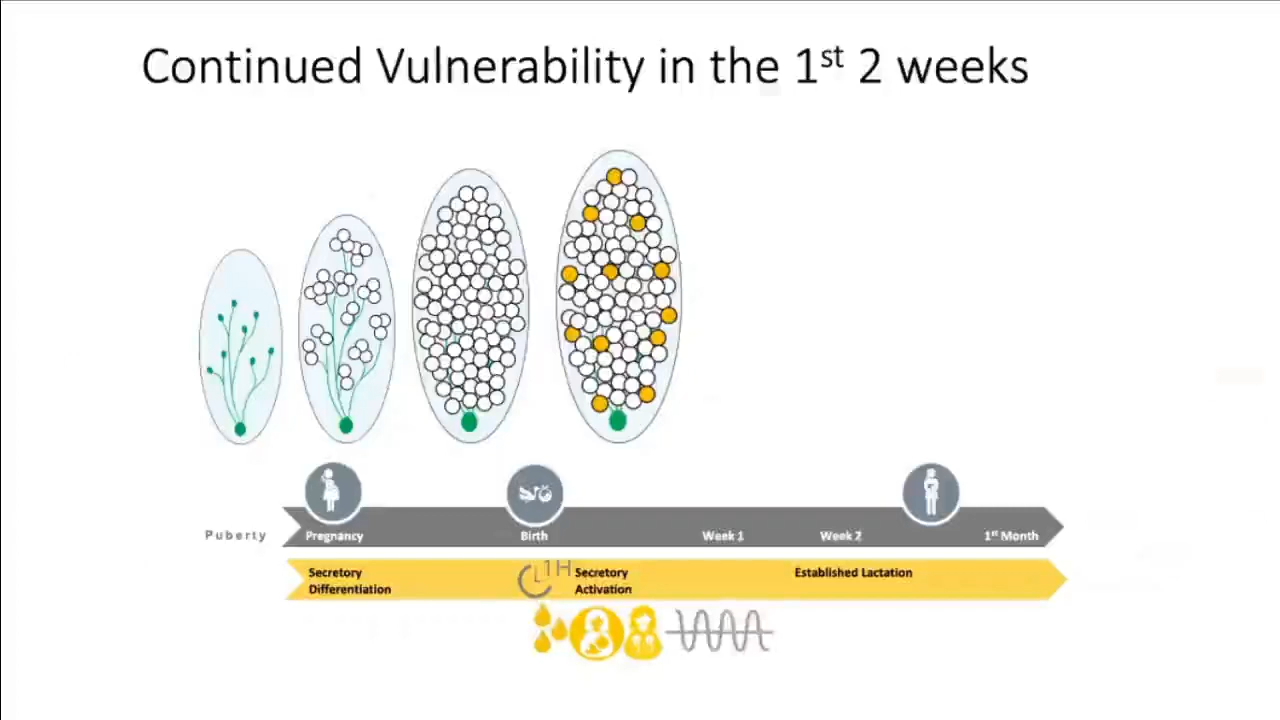 Continued Vulnerability in the 1st 2 weeks
Puberty
Pregnancy
Birth
Week 1
Week 2
1st Month
Secretory
Differentiation
1H
Secretory
Activation
Established Lactation